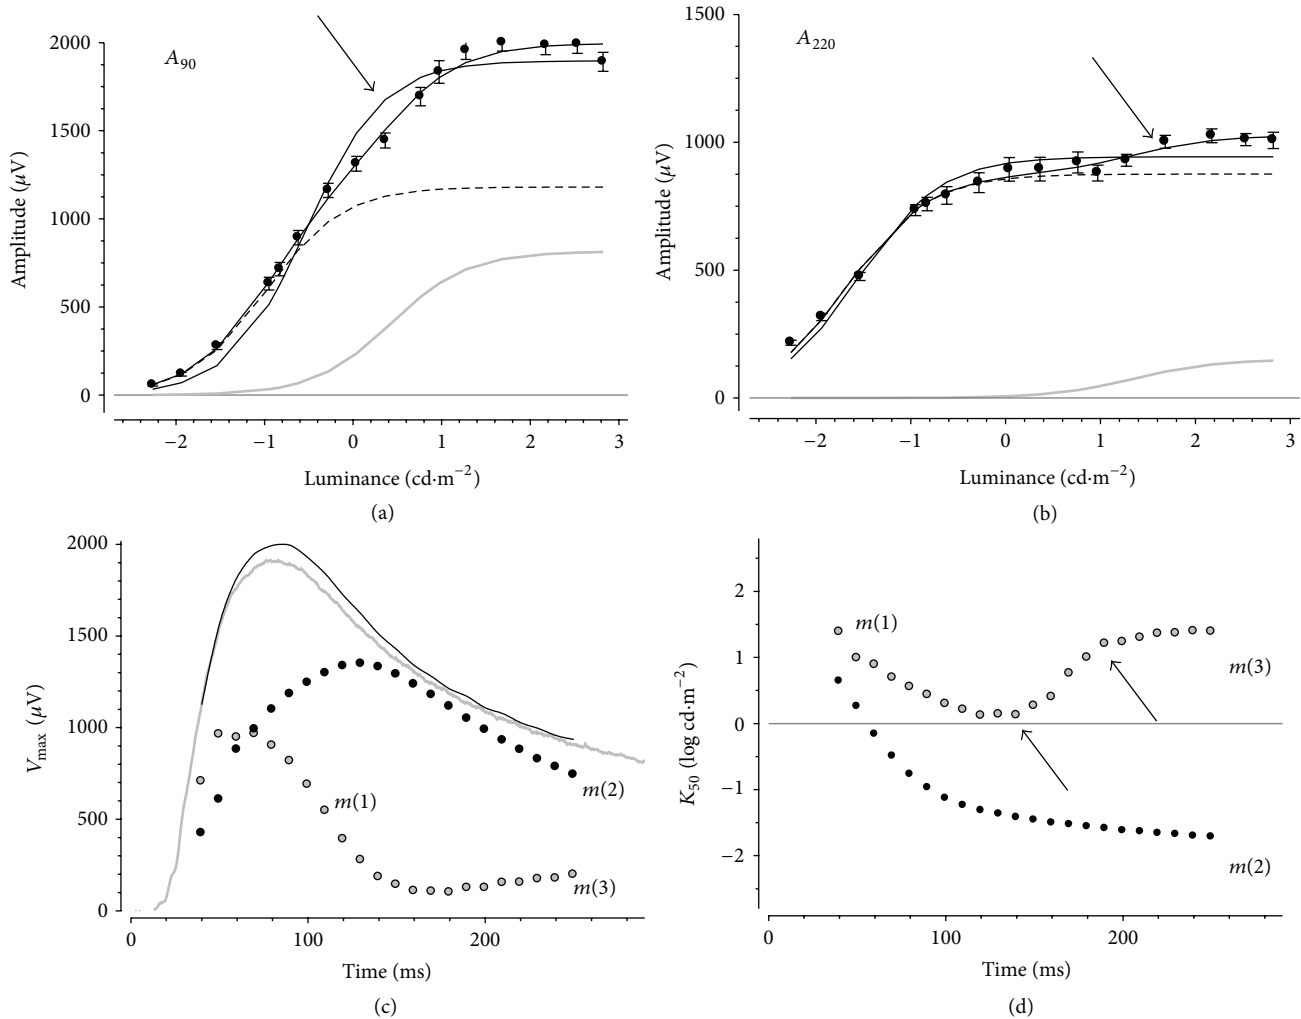 A90
2000
1500
1000
500
0
Amplitude (μV)
−2 −1 0 1 2 3
Luminance (cd·m−2)
(a)
A220
1500
1000
500
0
Amplitude (μV)
−2 −1 0 1 2 3
Luminance (cd·m−2)
(b)
2000
1500
1000
500
0
Vmax (μV)
m(1)
m(2)
m(3)
0 100 200
Time (ms)
(c)
2
1
0
−1
−2
K50 (log cd·m−2)
m(1)
m(3)
m(2)
0 100 200
Time (ms)
(d)